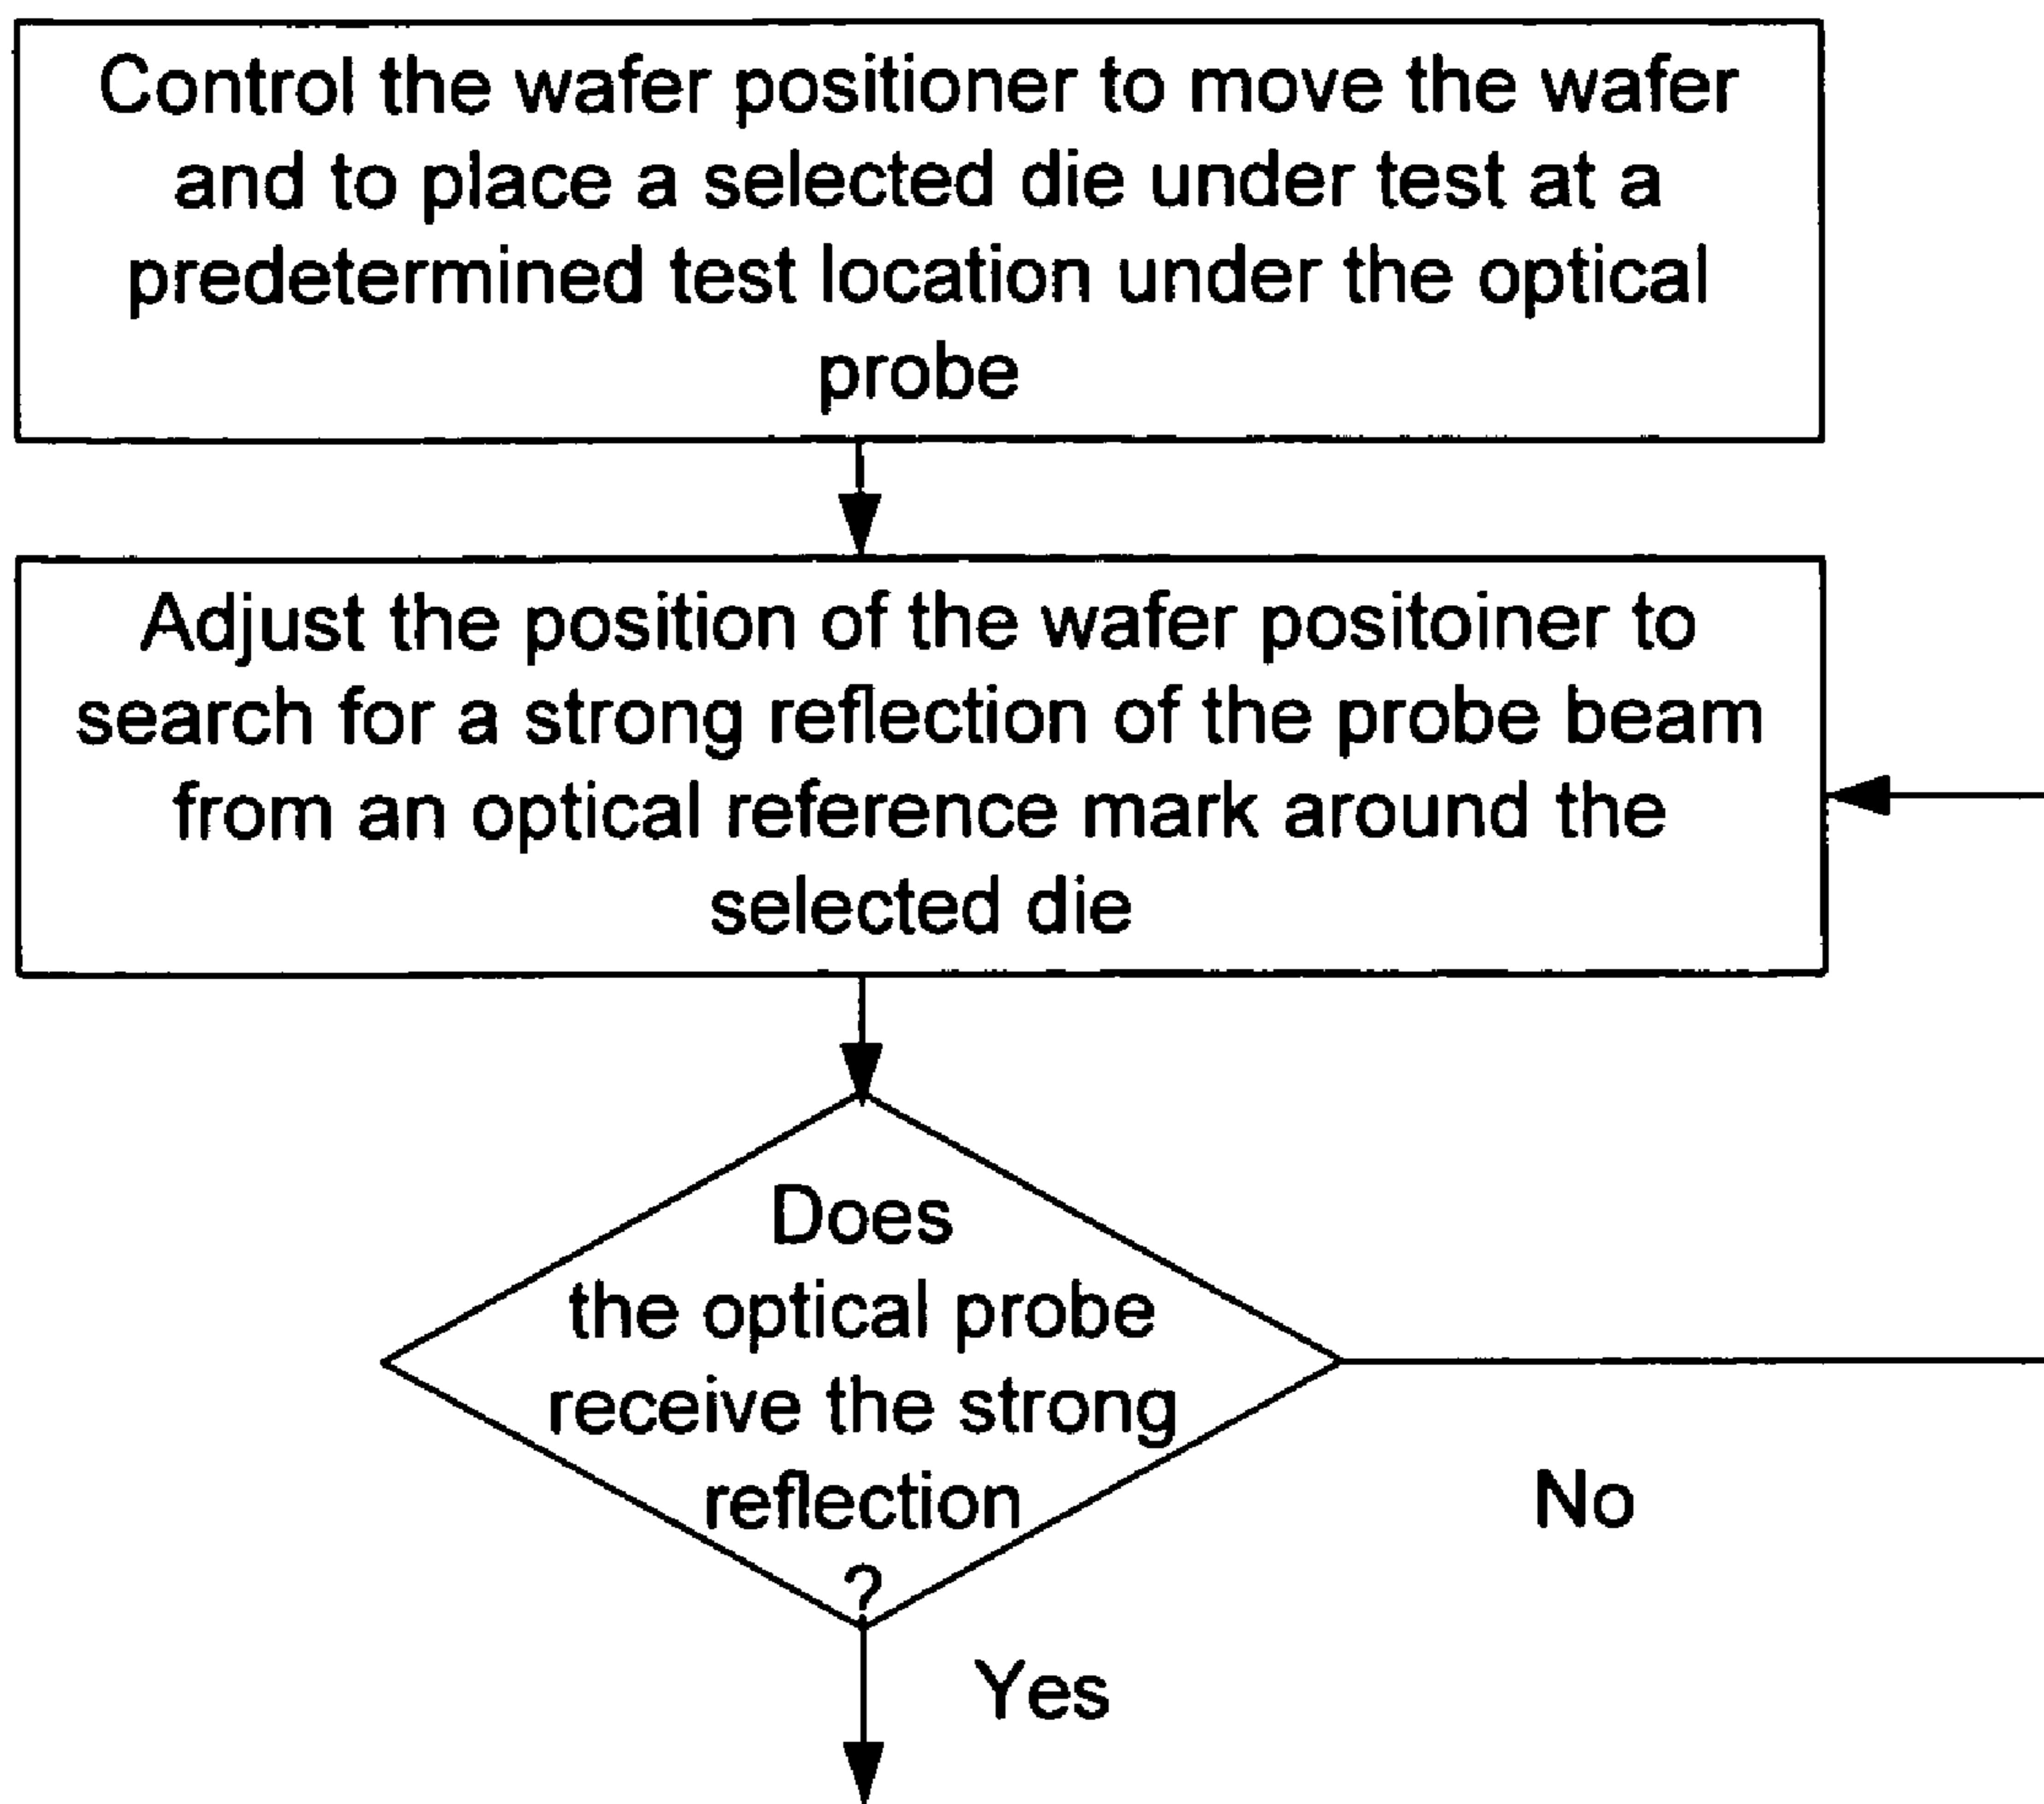 Control the wafer positioner to move the wafer
and to place a selected die under test at a
predetermined test location under the optical
probe
Adjust the position of the wafer positoiner to
search for a strong reflection of the probe beam
from an optical reference mark around the
selected die
Does
the optical probe
receive the strong
reflection
?
No
Yes